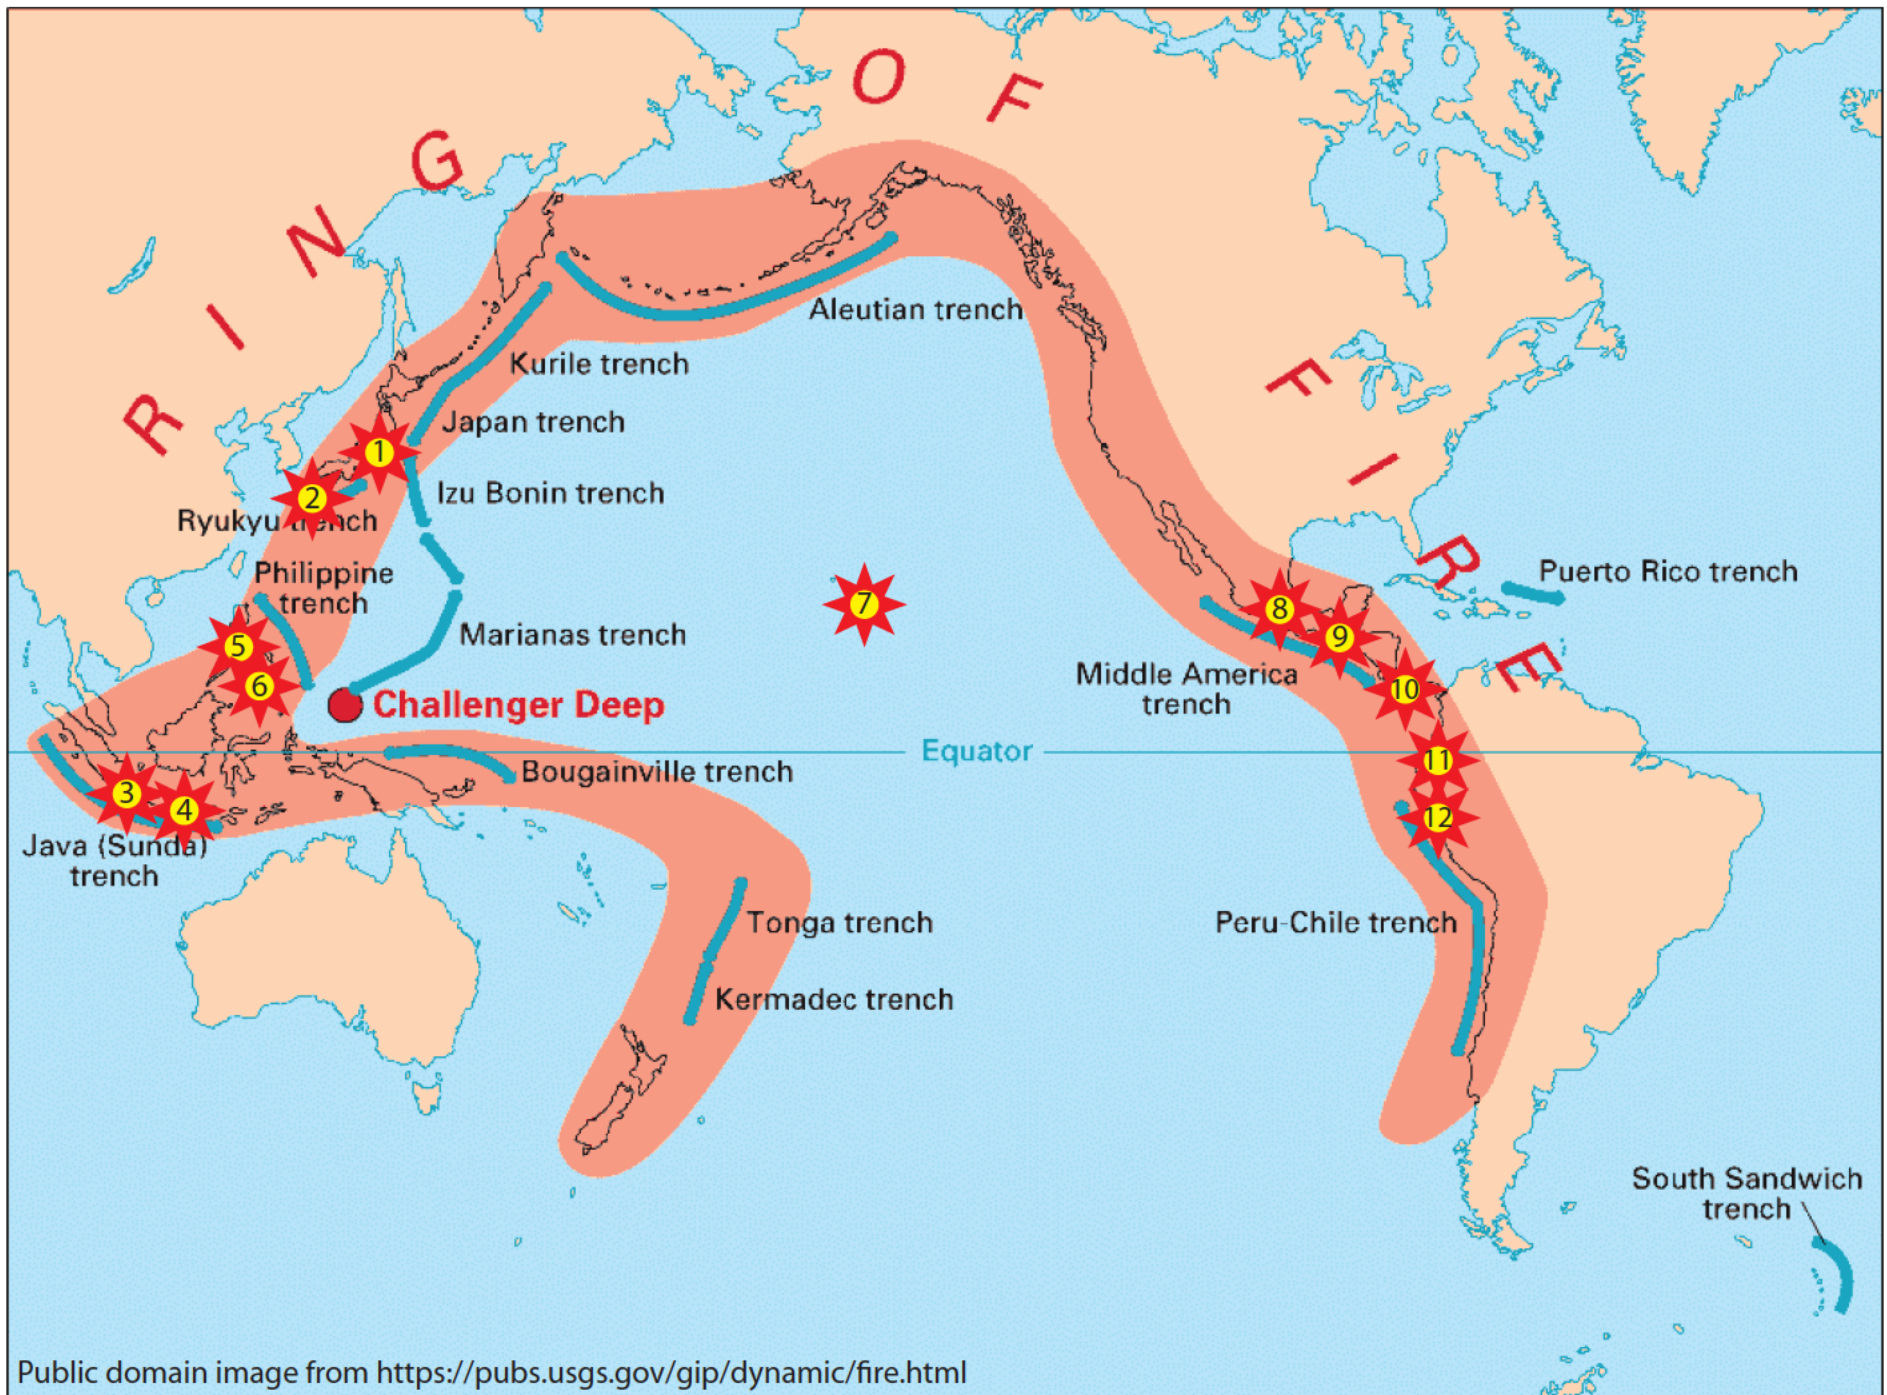 RING OF FIRE
Aleutian trench
Kurile trench
Japan trench
1
Izu Bonin trench
2
Ryukyu trench
Philippine
trench
Puerto Rico trench
7
8
5
Marianas trench
9
6
Middle America
trench
10
Challenger Deep
Equator
11
Bougainville trench
3
4
12
Java (Sunda)
trench
Tonga trench
Peru-Chile trench
Kermadec trench
South Sandwich
trench
Public domain image from https://pubs.usgs.gov/gip/dynamic/fire.html